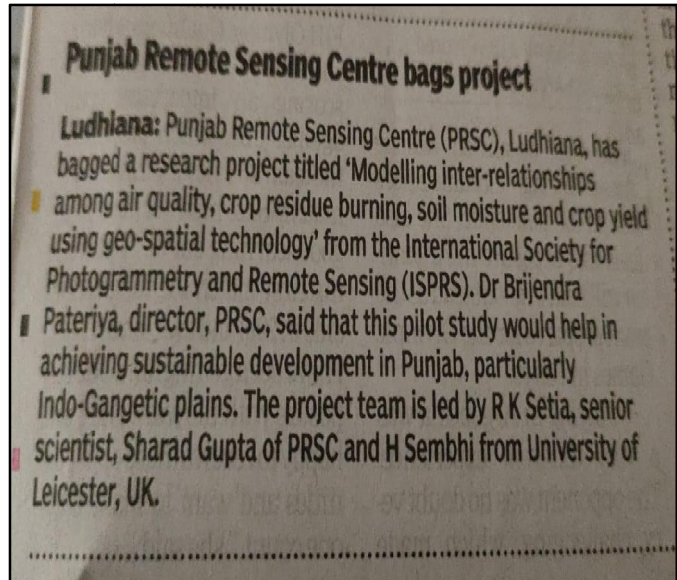 Punjab Remote Sensing Centre bags project
Ludhiana: Punjab Remote Sensing Centre (PRSC), Ludhiana, has
bagged a research project titled ‘Modelling inter-relationships
among air quality, crop residue burning, soil moisture and crop yield
using geo-spatial technology’ from the International Society for
Photogrammetry and Remote Sensing (ISPRS). Dr Brijendra
Pateriya, director, PRSC, said that this pilot study would help in
achieving sustainable development in Punjab, particularly
Indo-Gangetic plains. The project team is led by R K Setia, senior
scientist, Sharad Gupta of PRSC and H Sembhi from University of
Leicester, UK.